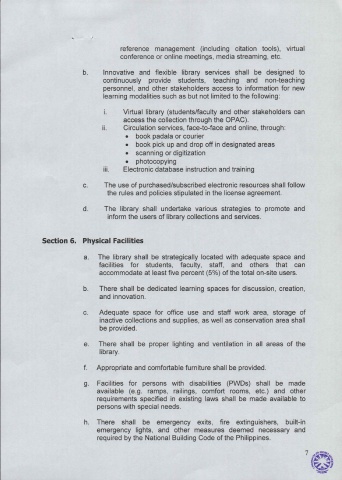 reference management (including citation tools), virtual
conference or online meetings, media streaming, etc.
b. Innovative and flexible library services shall be designed to
continuously provide students, teaching and non-teaching
personnel, and other stakeholders access to information for new
learning modalities such as but not limited to the following:
i. Virtual library (students/faculty and other stakeholders can
access the collection through the OPAC).
ii. Circulation services, face-to-face and online, through:
• book padala or courier
• book pick up and drop off in designated areas
• scanning or digitization
• photocopying
iii. Electronic database instruction and training
c. The use of purchased/subscribed electronic resources shall follow
the rules and policies stipulated in the license agreement.
d. The library shall undertake various strategies to promote and
inform the users of library collections and services.
Section 6. Physical Facilities
a. The library shall be strategically located with adequate space and
facilities for students, faculty, staff, and others that can
accommodate at least five percent (5%) of the total on-site users.
b. There shall be dedicated learning spaces for discussion, creation,
and innovation.
c. Adequate space for office use and staff work area, storage of
inactive collections and supplies, as well as conservation area shall
be provided.
e. There shall be proper lighting and ventilation in all areas of the
library.
f. Appropriate and comfortable furniture shall be provided.
g. Facilities for persons with disabilities (PWDs) shall be made
available (e.g. ramps, railings, comfort rooms, etc.) and other
requirements specified in existing laws shall be made available to
persons with special needs.
h. There shall be emergency exits, fire extinguishers, built-in
emergency lights, and other measures deemed necessary and
required by the National Building Code of the Philippines.
7